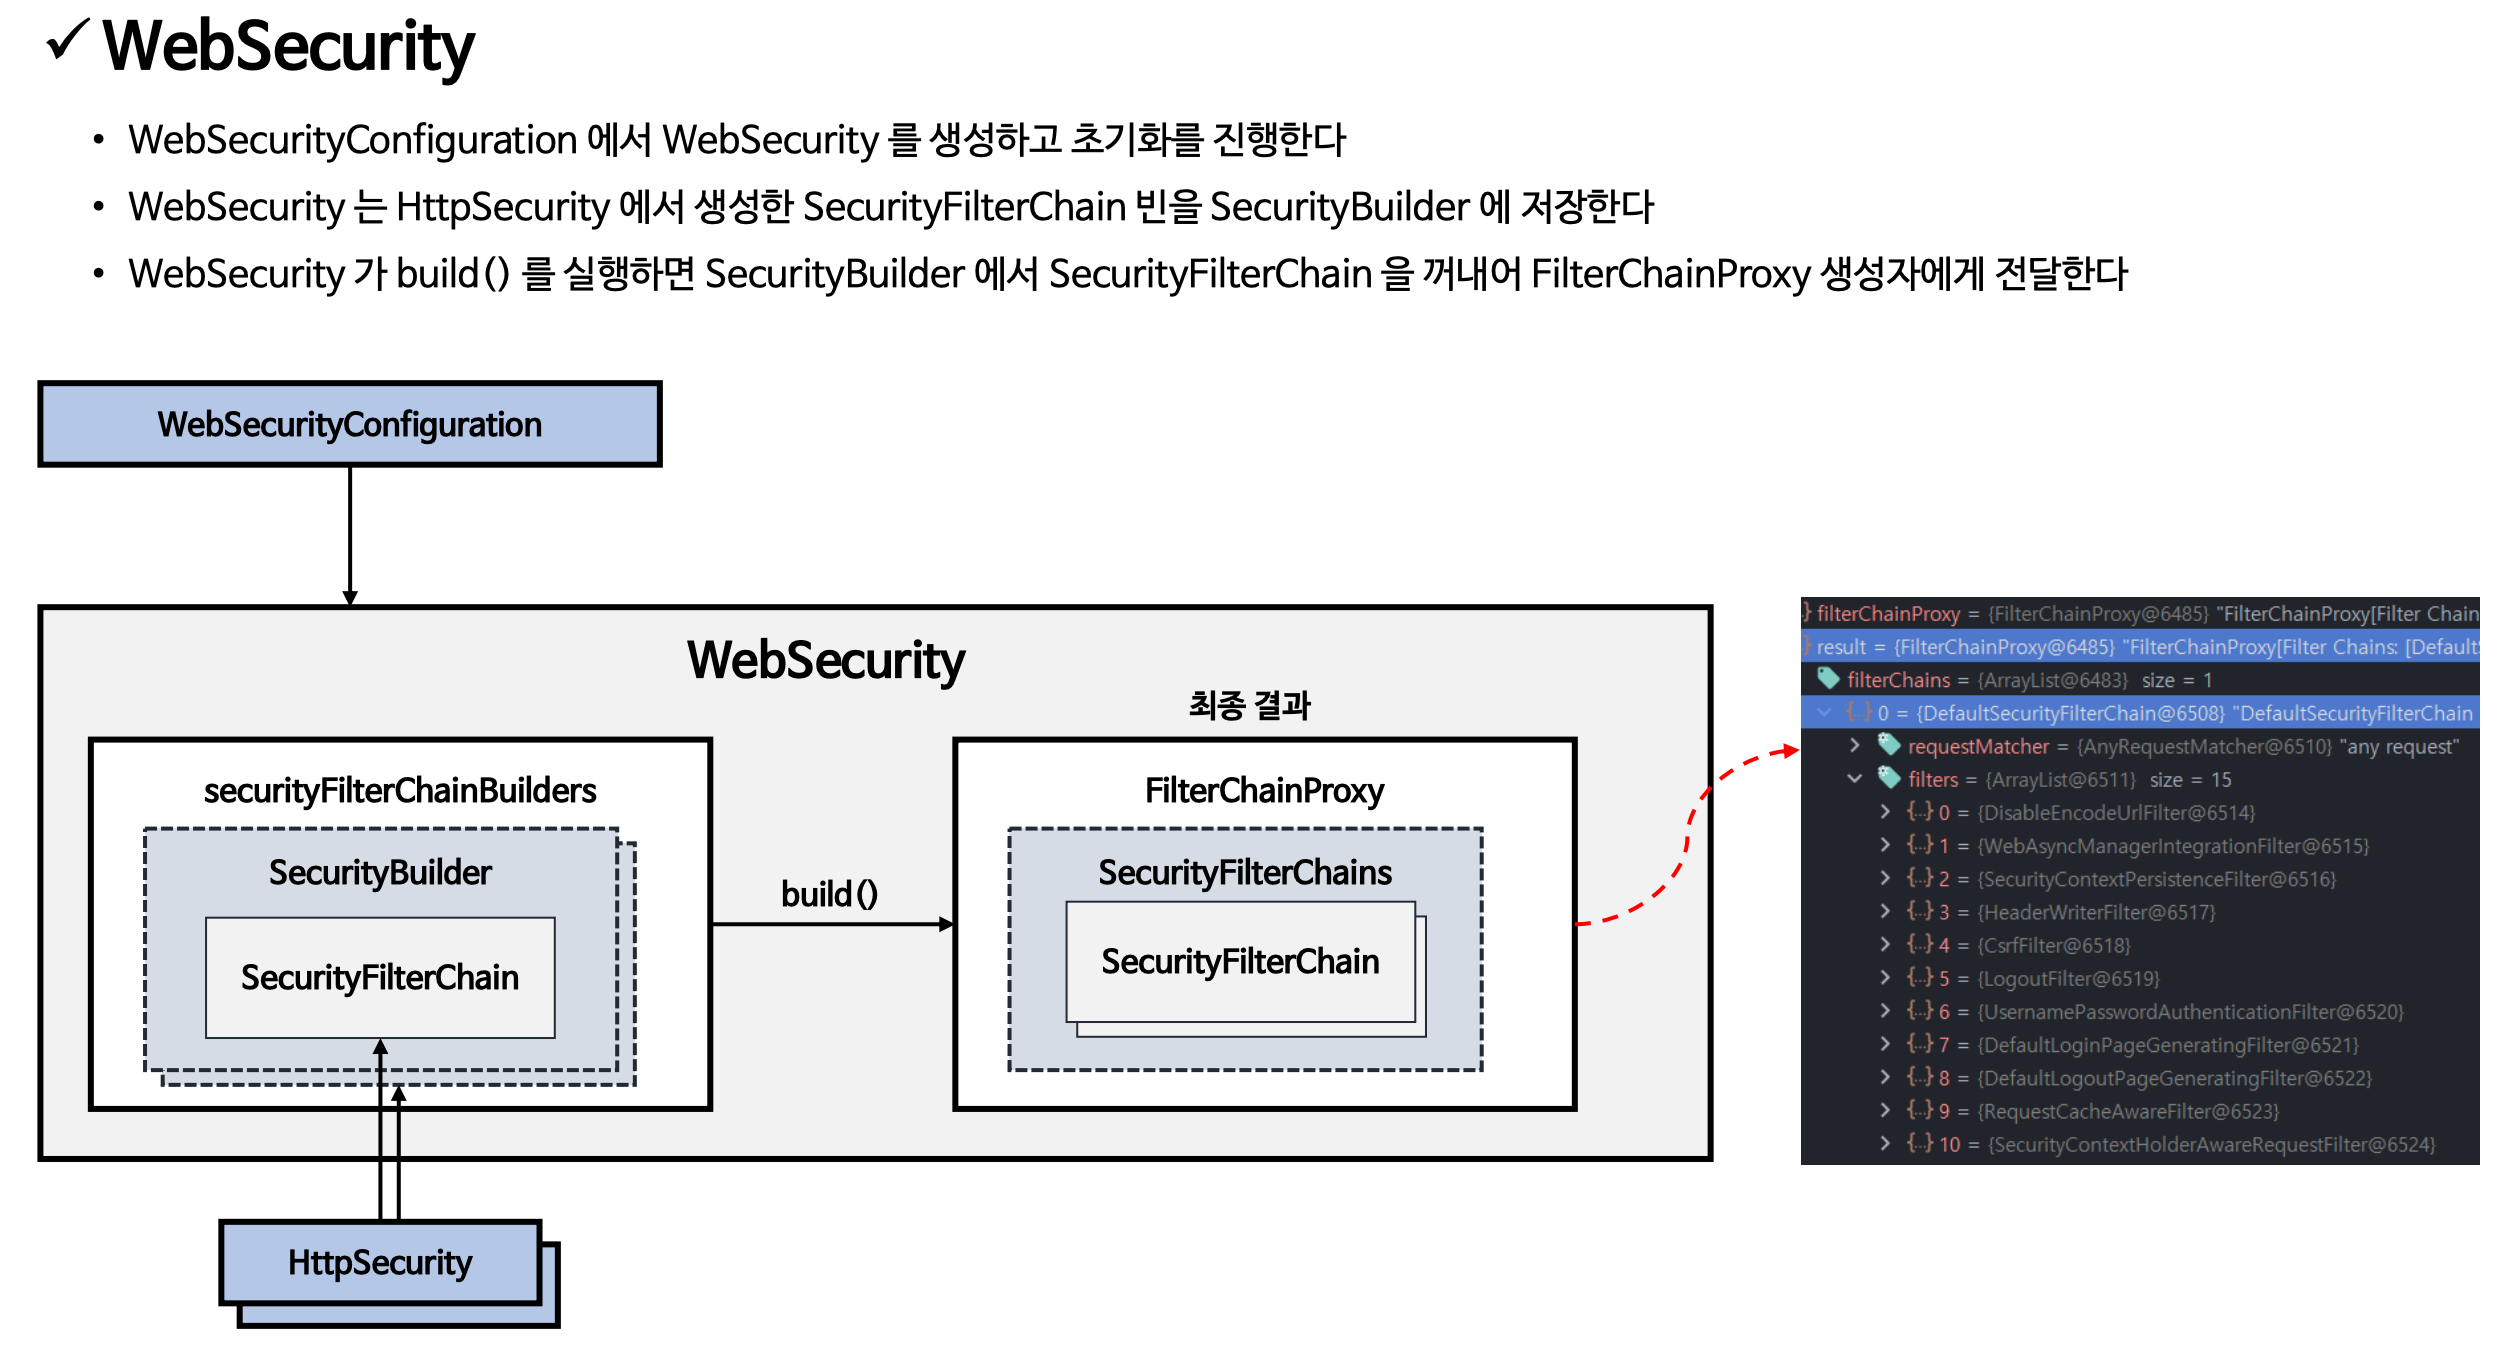 ✓ WebSecurity
• WebSecurityConfiguration 에서 WebSecurity 를 생성하고 초기화를 진행한다
• WebSecurity 는 HttpSecurity 에서 생성한 SecurityFilterChain 빈을 SecurityBuilder 에 저장한다
• WebSecurity 가 build() 를 실행하면 SecurityBuilder 에서 SecurityFilterChain 을 꺼내어 FilterChainProxy 생성자에게 전달한다
WebSecurityConfiguration
WebSecurity
최종 결과
securityFilterChainBuilders
SecurityBuilder
SecurityFilterChain
build()
FilterChainProxy
SecurityFilterChains
SecurityFilterChain
HttpSecurity
filterChainProxy = {FilterChainProxy@6485} "FilterChainProxy[Filter Chain
result = {FilterChainProxy@6485} "FilterChainProxy[Filter Chains: [Default
filterChains = {ArrayList@6483} size = 1
{...} 0 = {DefaultSecurityFilterChain@6508} "DefaultSecurityFilterChain
requestMatcher = {AnyRequestMatcher@6510} "any request"
filters = {ArrayList@6511} size = 15
{...} 0 = {DisableEncodeUrlFilter@6514}
{...} 1 = {WebAsyncManagerIntegrationFilter@6515}
{...} 2 = {SecurityContextPersistenceFilter@6516}
{...} 3 = {HeaderWriterFilter@6517}
{...} 4 = {CsrfFilter@6518}
{...} 5 = {LogoutFilter@6519}
{...} 6 = {UsernamePasswordAuthenticationFilter@6520}
{...} 7 = {DefaultLoginPageGeneratingFilter@6521}
{...} 8 = {DefaultLogoutPageGeneratingFilter@6522}
{...} 9 = {RequestCacheAwareFilter@6523}
{...} 10 = {SecurityContextHolderAwareRequestFilter@6524}